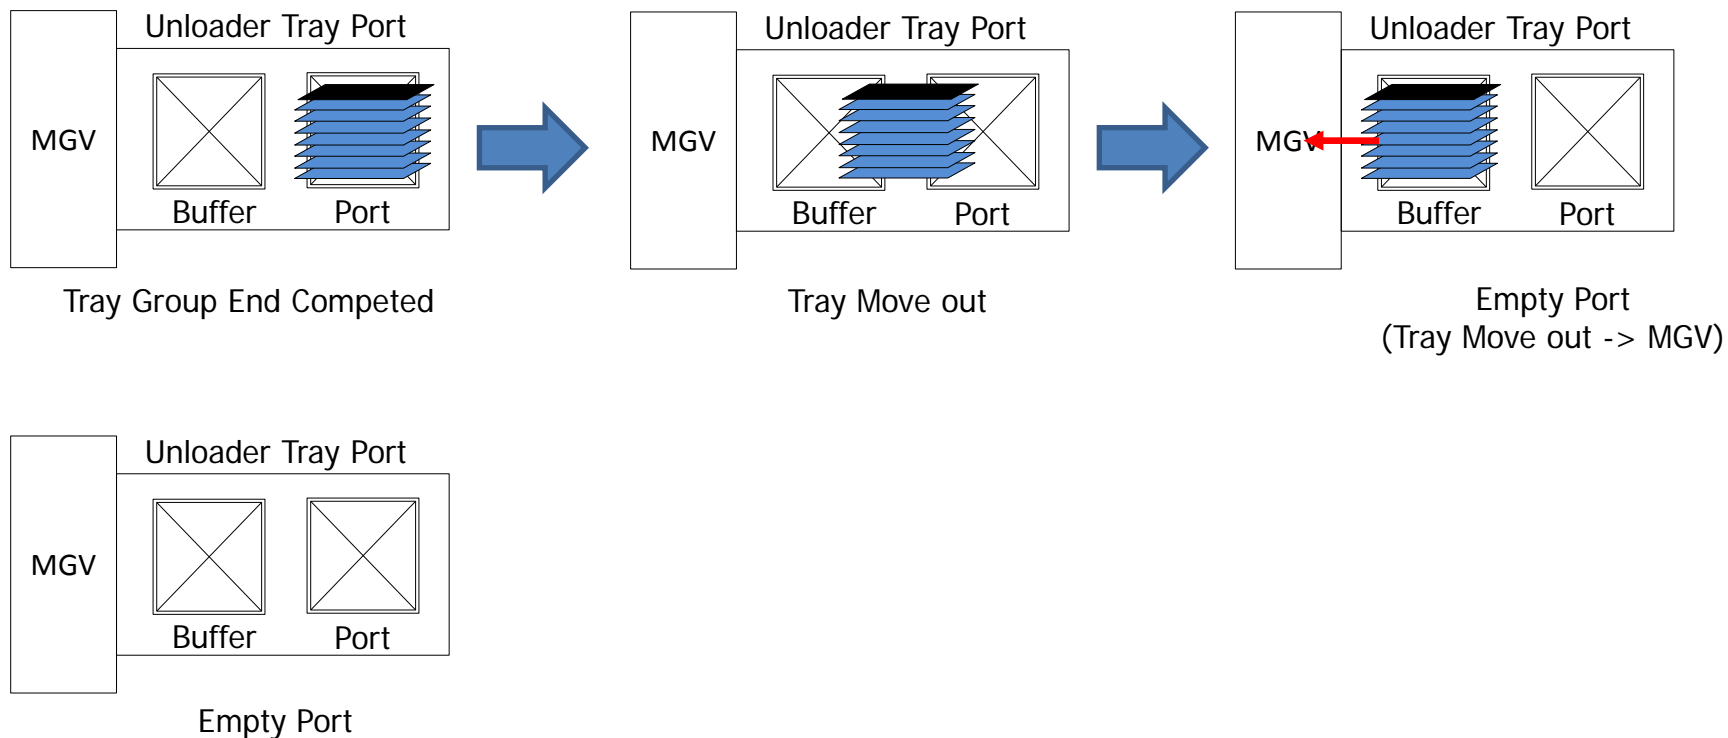 Unloader Tray Port
MGV
Buffer
Port
Tray Group End Competed
Unloader Tray Port
MGV
Buffer
Port
Tray Move out
Unloader Tray Port
MGV
Buffer
Port
Empty Port
(Tray Move out -> MGV)
Unloader Tray Port
MGV
Buffer
Port
Empty Port